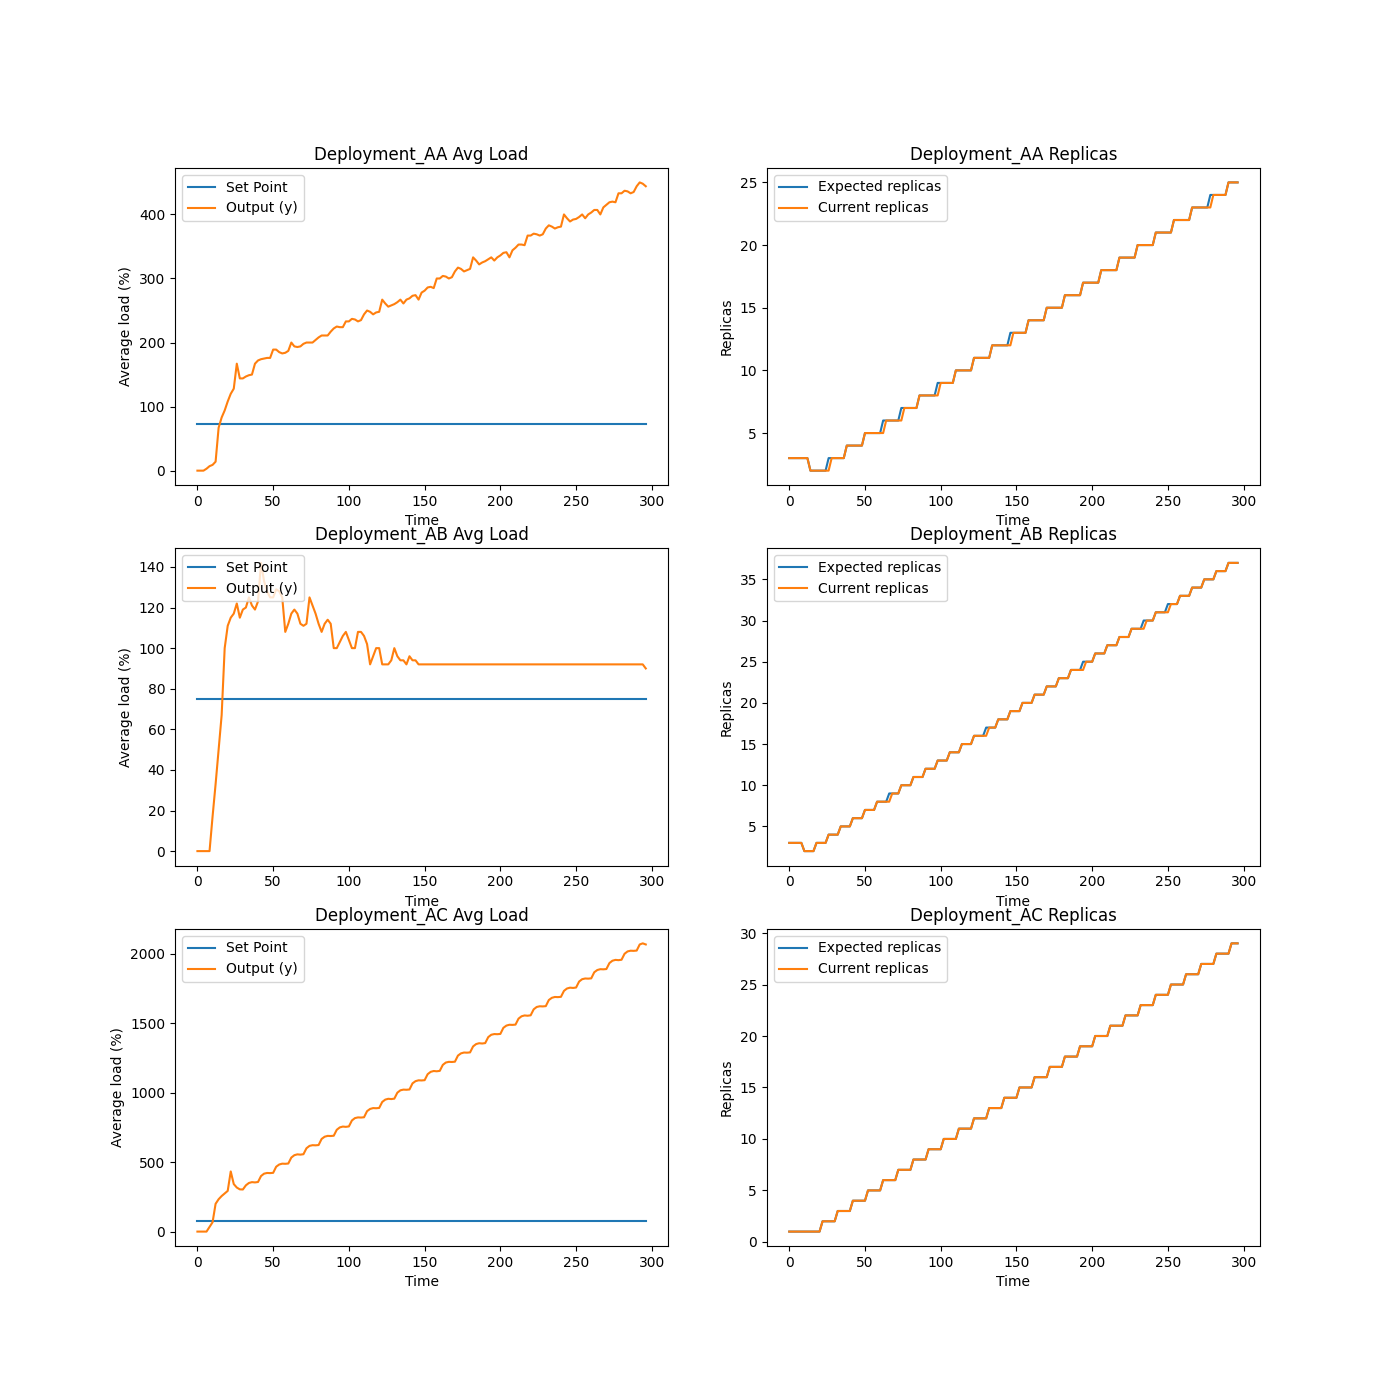 Deployment_AA Avg Load
Set Point
Output (y)
400
300
200
100
0
Average load (%)
0 50 100 150 200 250 300
Time
Deployment_AA Replicas
Expected replicas
Current replicas
25
20
15
10
5
Replicas
0 50 100 150 200 250 300
Time
Deployment_AB Avg Load
Set Point
Output (y)
140
120
100
80
60
40
20
0
Average load (%)
0 50 100 150 200 250 300
Time
Deployment_AB Replicas
Expected replicas
Current replicas
35
30
25
20
15
10
5
Replicas
0 50 100 150 200 250 300
Time
Deployment_AC Avg Load
Set Point
Output (y)
2000
1500
1000
500
0
Average load (%)
0 50 100 150 200 250 300
Time
Deployment_AC Replicas
Expected replicas
Current replicas
30
25
20
15
10
5
0
Replicas
0 50 100 150 200 250 300
Time